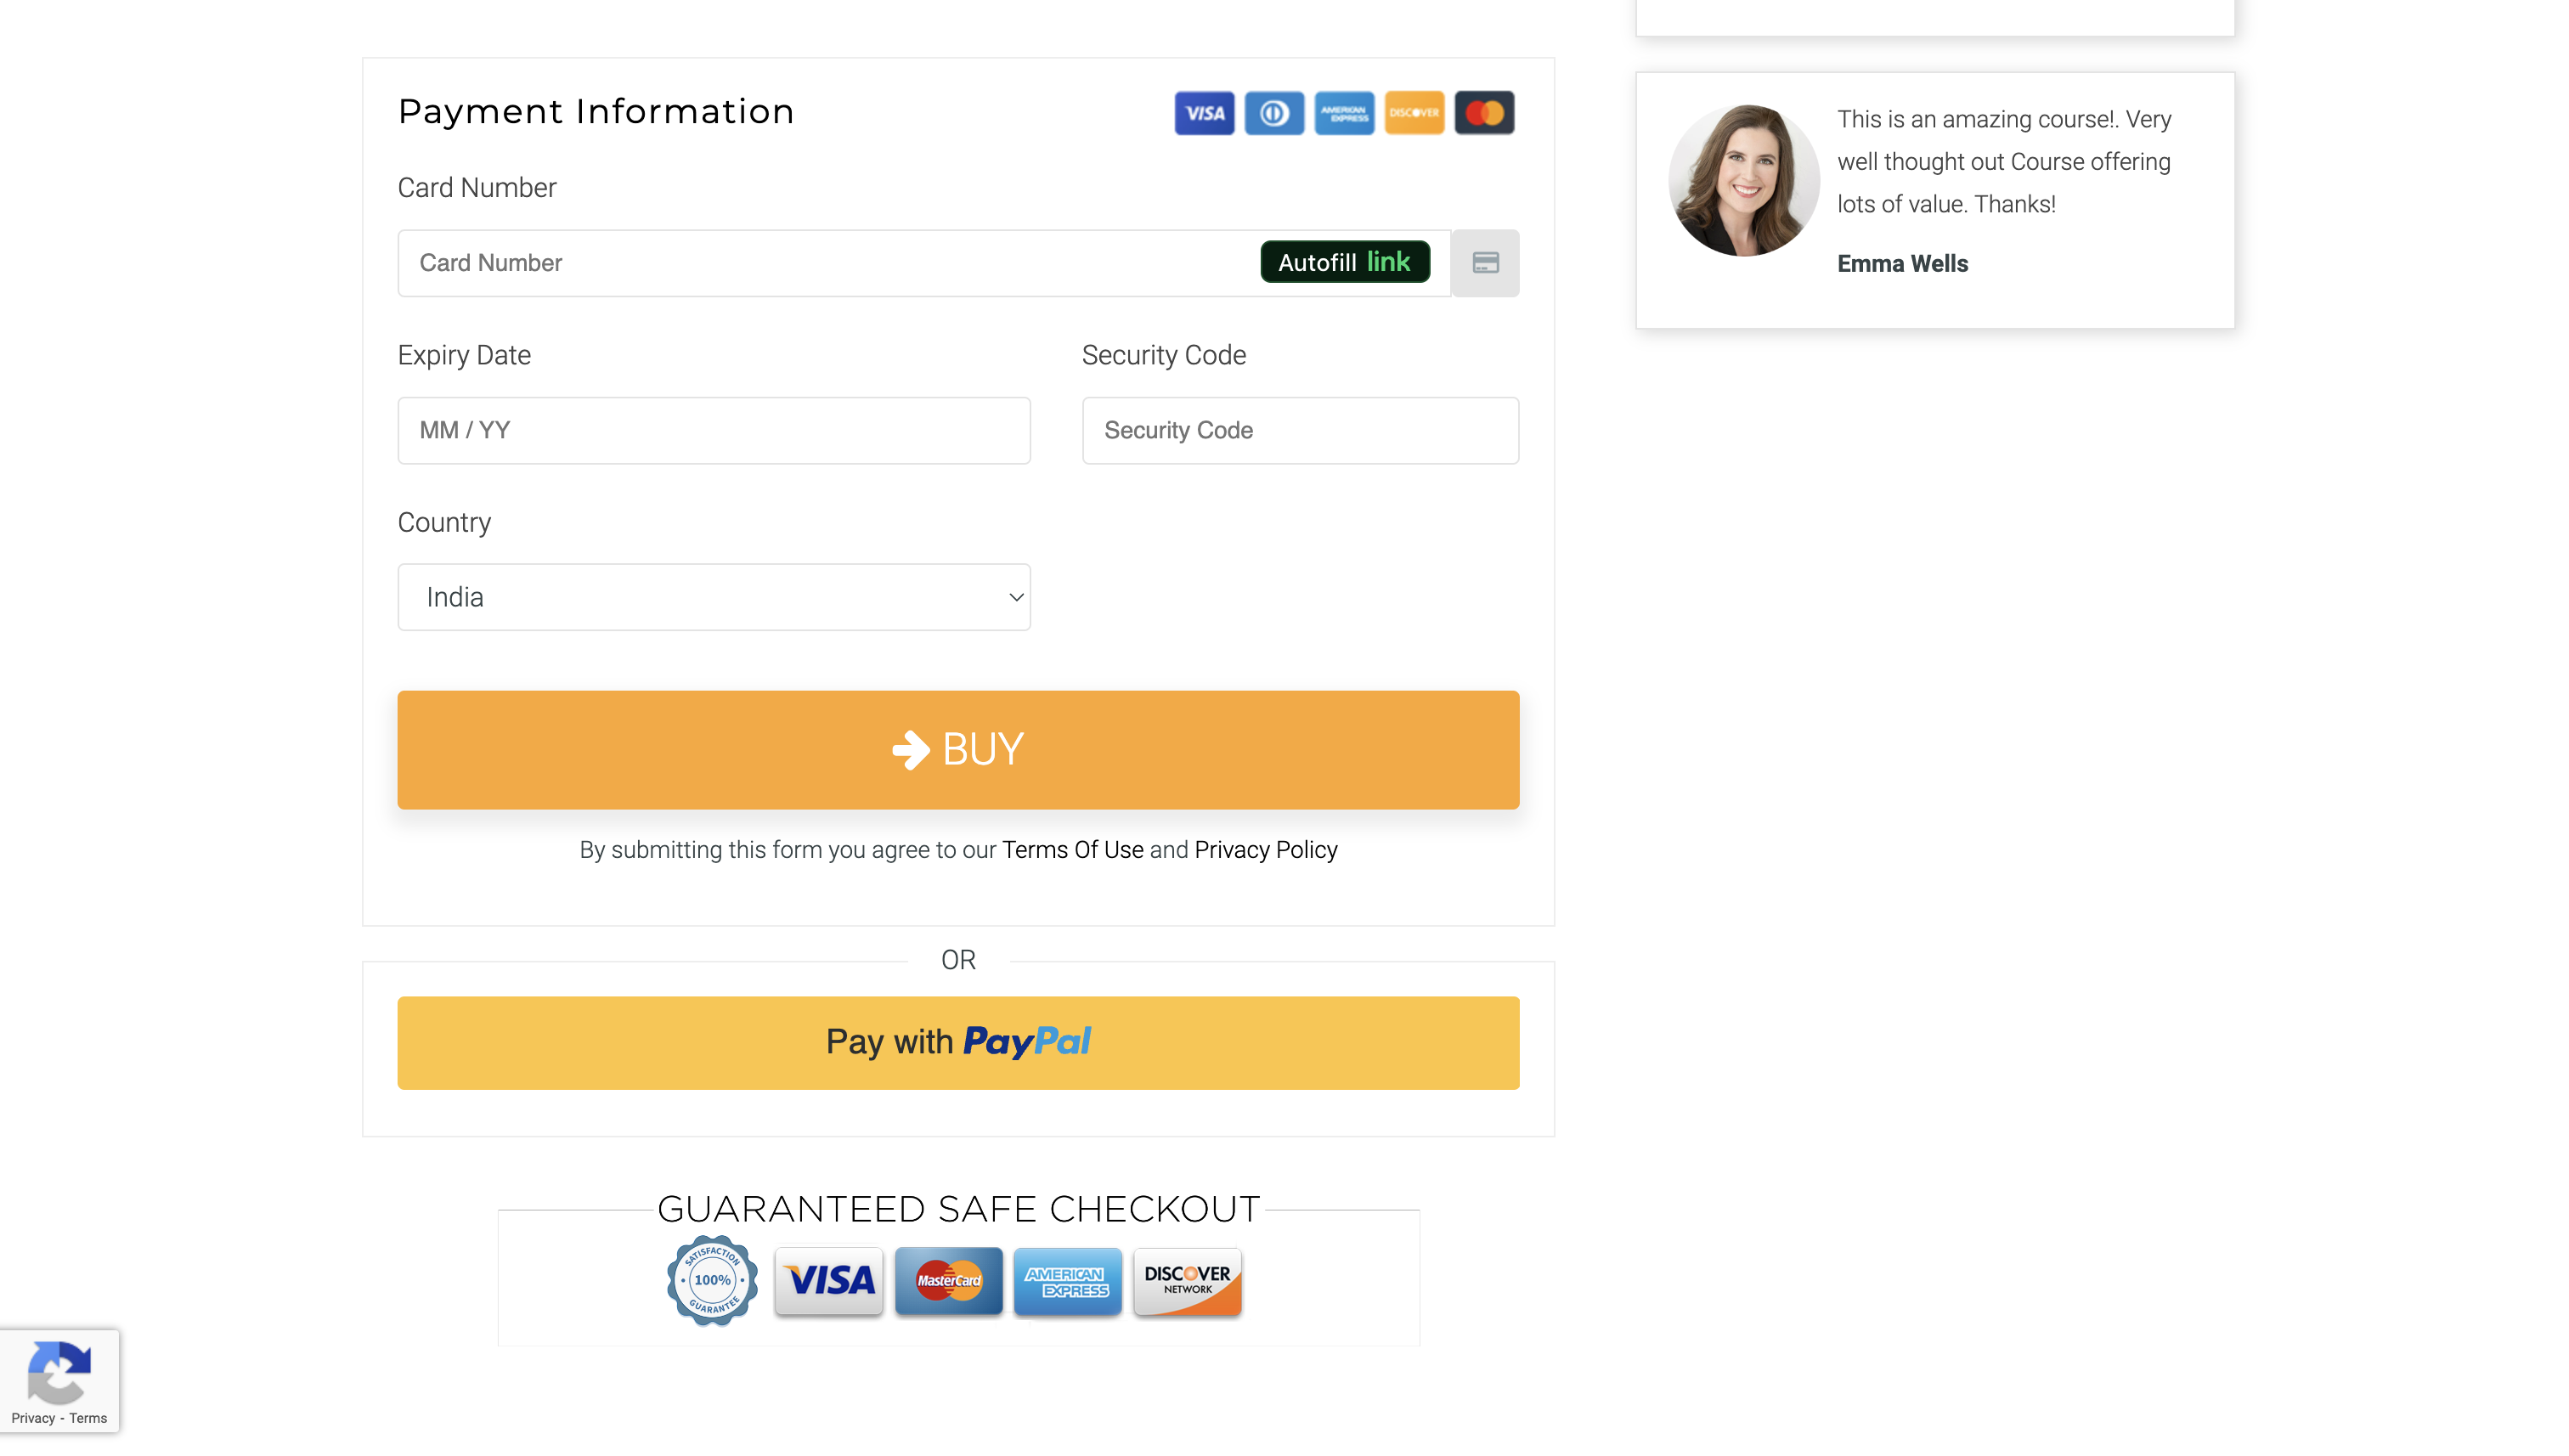 Payment Information
VISA
AMERICAN EXPRESS
DISCOVER
Card Number
Card Number
Autofill link
Expiry Date
Security Code
MM / YY
Security Code
Country
India
BUY
By submitting this form you agree to our Terms Of Use and Privacy Policy
OR
Pay with PayPal
GUARANTEED SAFE CHECKOUT
SATISFACTION
100%
GUARANTEE
VISA
MasterCard
AMERICAN EXPRESS
DISCOVER NETWORK
Privacy - Terms
This is an amazing course!. Very
well thought out Course offering
lots of value. Thanks!
Emma Wells